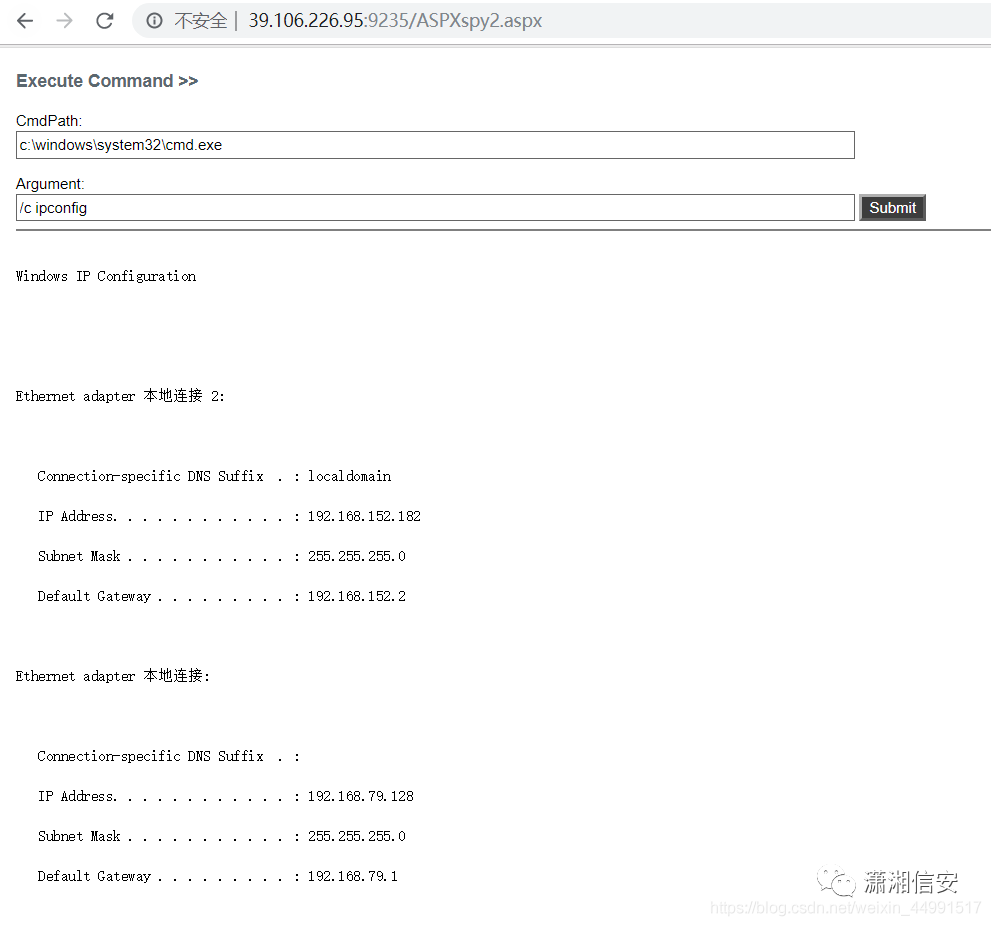 不安全 | 39.106.226.95:9235/ASPXspy2.aspx
Execute Command >>
CmdPath:
c:\windows\system32\cmd.exe
Argument:
/c ipconfig
Submit
Windows IP Configuration
Ethernet adapter 本地连接 2:
Connection-specific DNS Suffix . : localdomain
IP Address. . . . . . . . . . . . : 192.168.152.182
Subnet Mask . . . . . . . . . . . : 255.255.255.0
Default Gateway . . . . . . . . . : 192.168.152.2
Ethernet adapter 本地连接:
Connection-specific DNS Suffix . :
IP Address. . . . . . . . . . . . : 192.168.79.128
Subnet Mask . . . . . . . . . . . : 255.255.255.0
Default Gateway . . . . . . . . . : 192.168.79.1
潇湘信安
https://blog.csdn.net/weixin_44991517